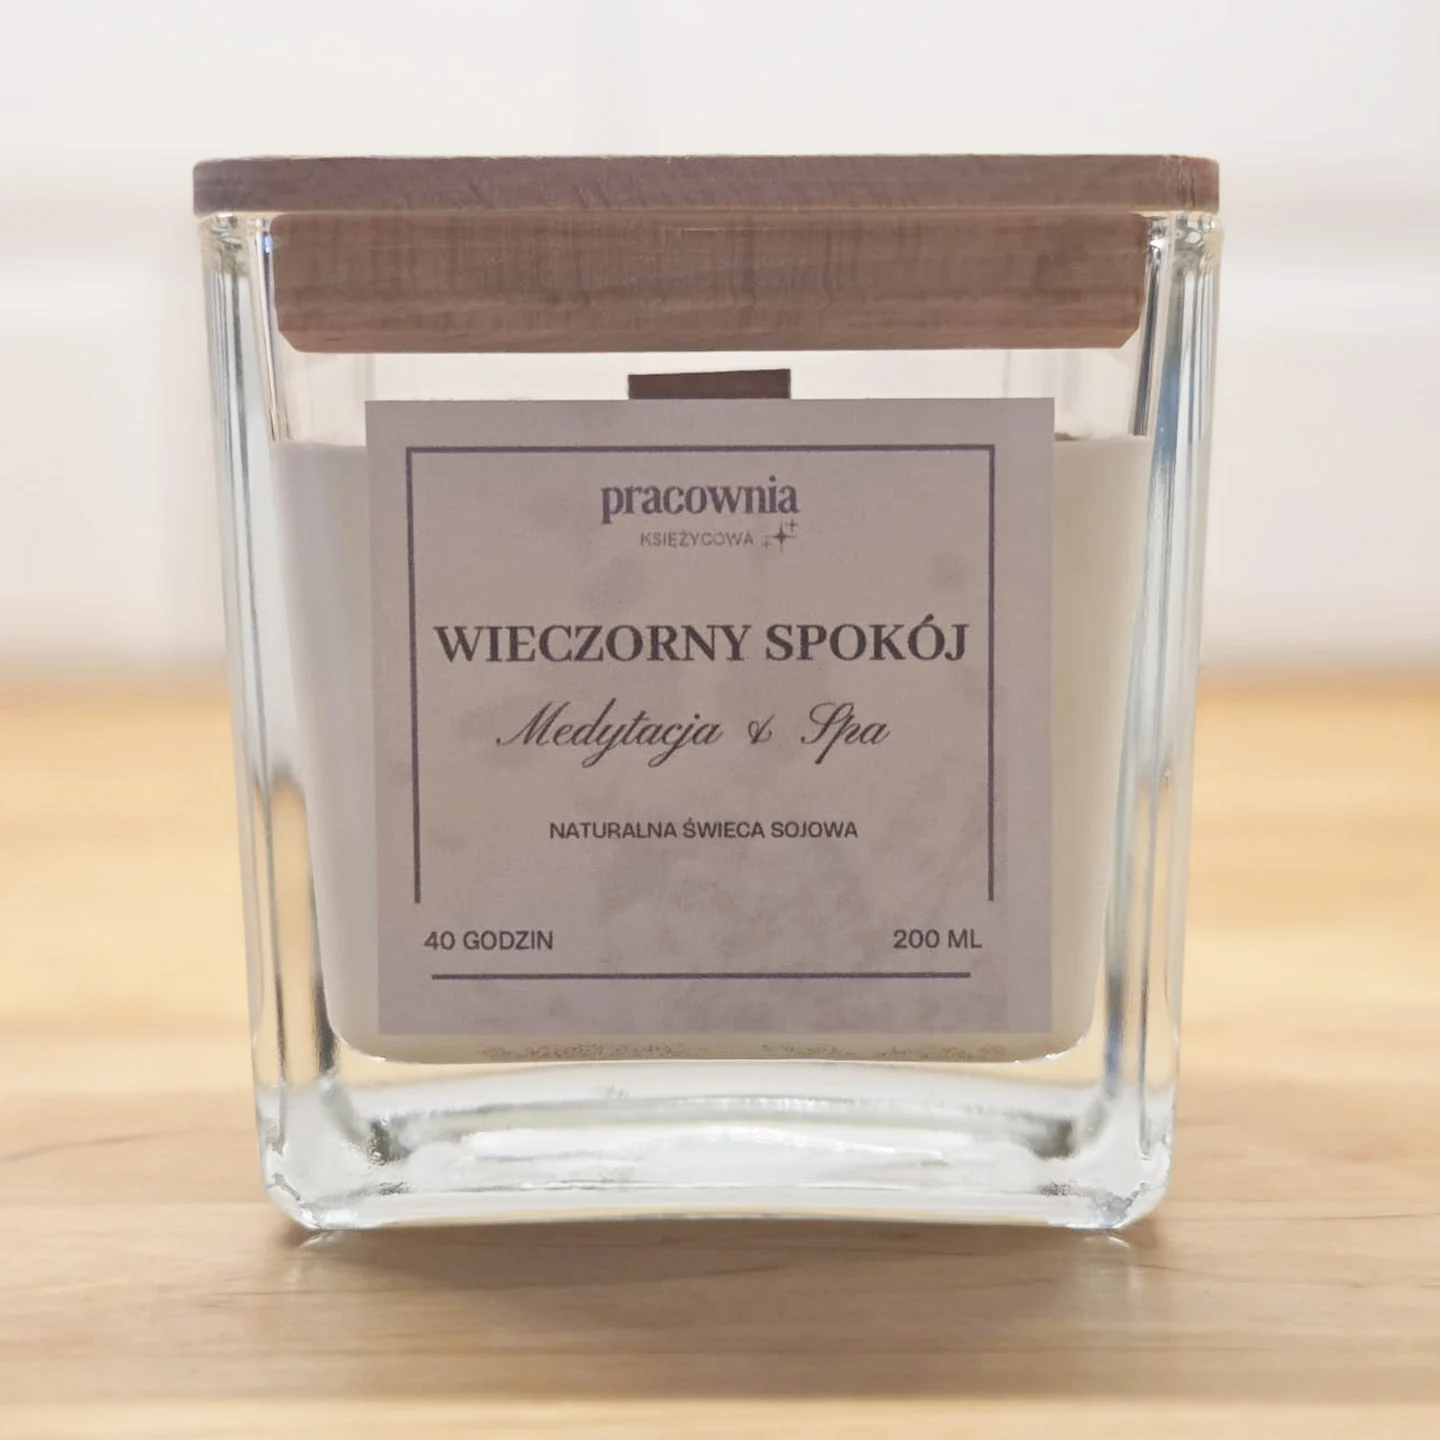 pracownia
KSIĘŻYCOWA
WIECZORNY SPOKÓJ
Medytacja & Spa
NATURALNA ŚWIECA SOJOWA
40 GODZIN
200 ML